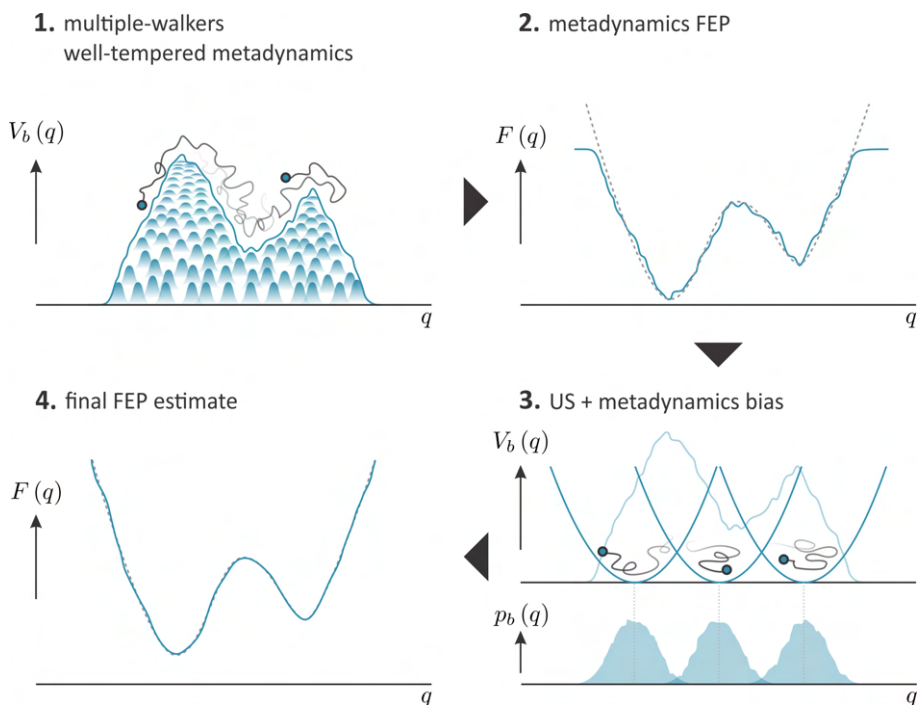 1. multiple-walkers
well-tempered metadynamics
V_b (q)
q
2. metadynamics FEP
F (q)
q
3. US + metadynamics bias
V_b (q)
p_b (q)
q
4. final FEP estimate
F (q)
q